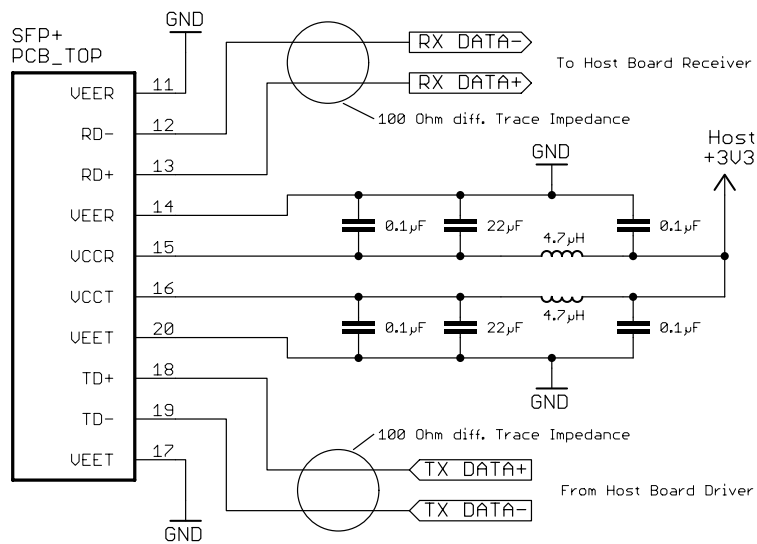 SFP+
PCB_TOP
GND
VEER 11
RD- 12
RD+ 13
VEER 14
VCCR 15
VCCT 16
VEET 20
TD+ 18
TD- 19
VEET 17
GND
RX DATA-
RX DATA+
To Host Board Receiver
100 Ohm diff. Trace Impedance
Host
+3V3
GND
0.1µF
22µF
4.7µH
0.1µF
4.7µH
0.1µF
22µF
0.1µF
GND
100 Ohm diff. Trace Impedance
TX DATA+
TX DATA-
From Host Board Driver